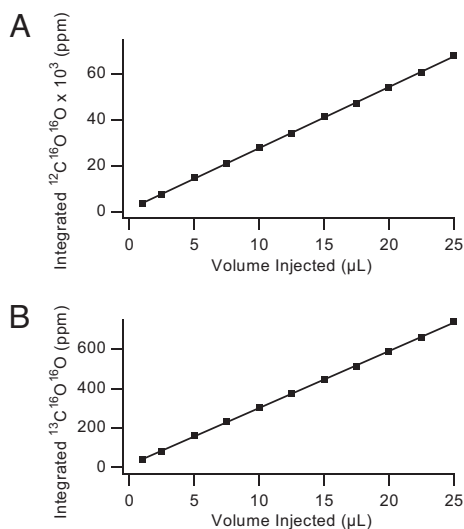 A
Integrated ¹²C¹⁶O¹⁶O x 10³ (ppm)
60
40
20
0
0 5 10 15 20 25
Volume Injected (µL)
B
Integrated ¹³C¹⁶O¹⁶O (ppm)
600
400
200
0
0 5 10 15 20 25
Volume Injected (µL)